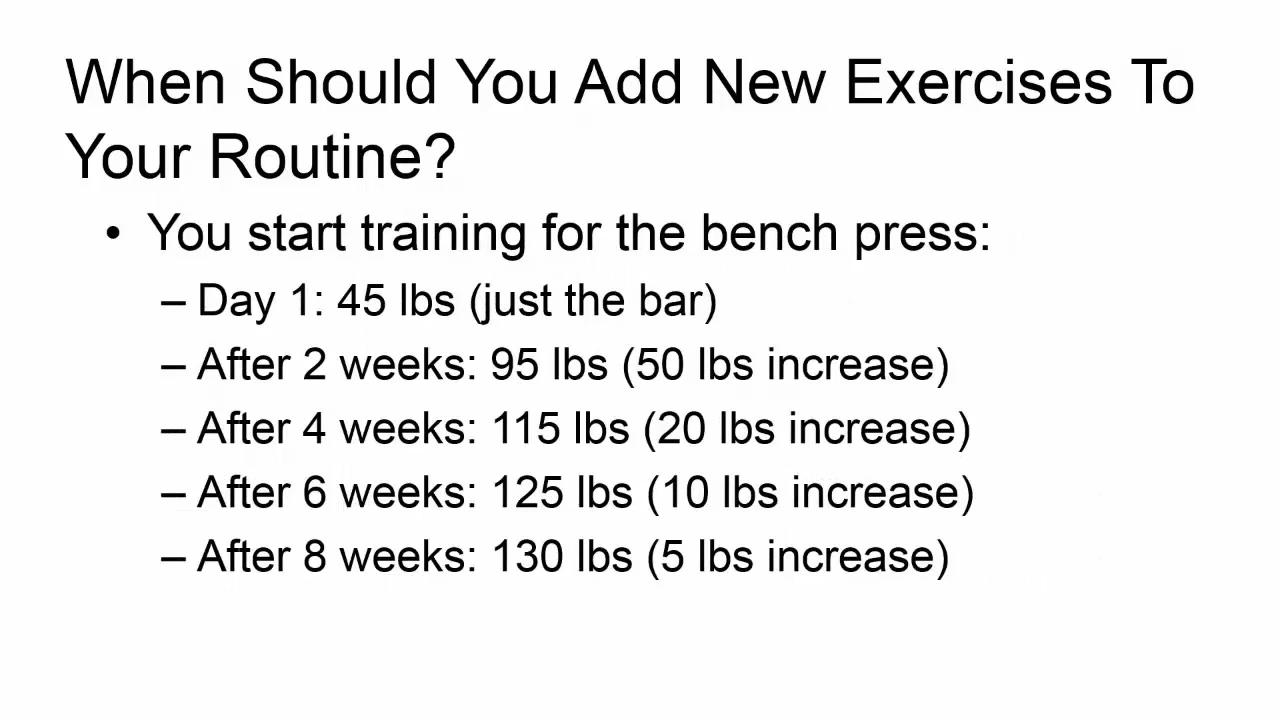 When Should You Add New Exercises To
Your Routine?
• You start training for the bench press:
– Day 1: 45 lbs (just the bar)
– After 2 weeks: 95 lbs (50 lbs increase)
– After 4 weeks: 115 lbs (20 lbs increase)
– After 6 weeks: 125 lbs (10 lbs increase)
– After 8 weeks: 130 lbs (5 lbs increase)